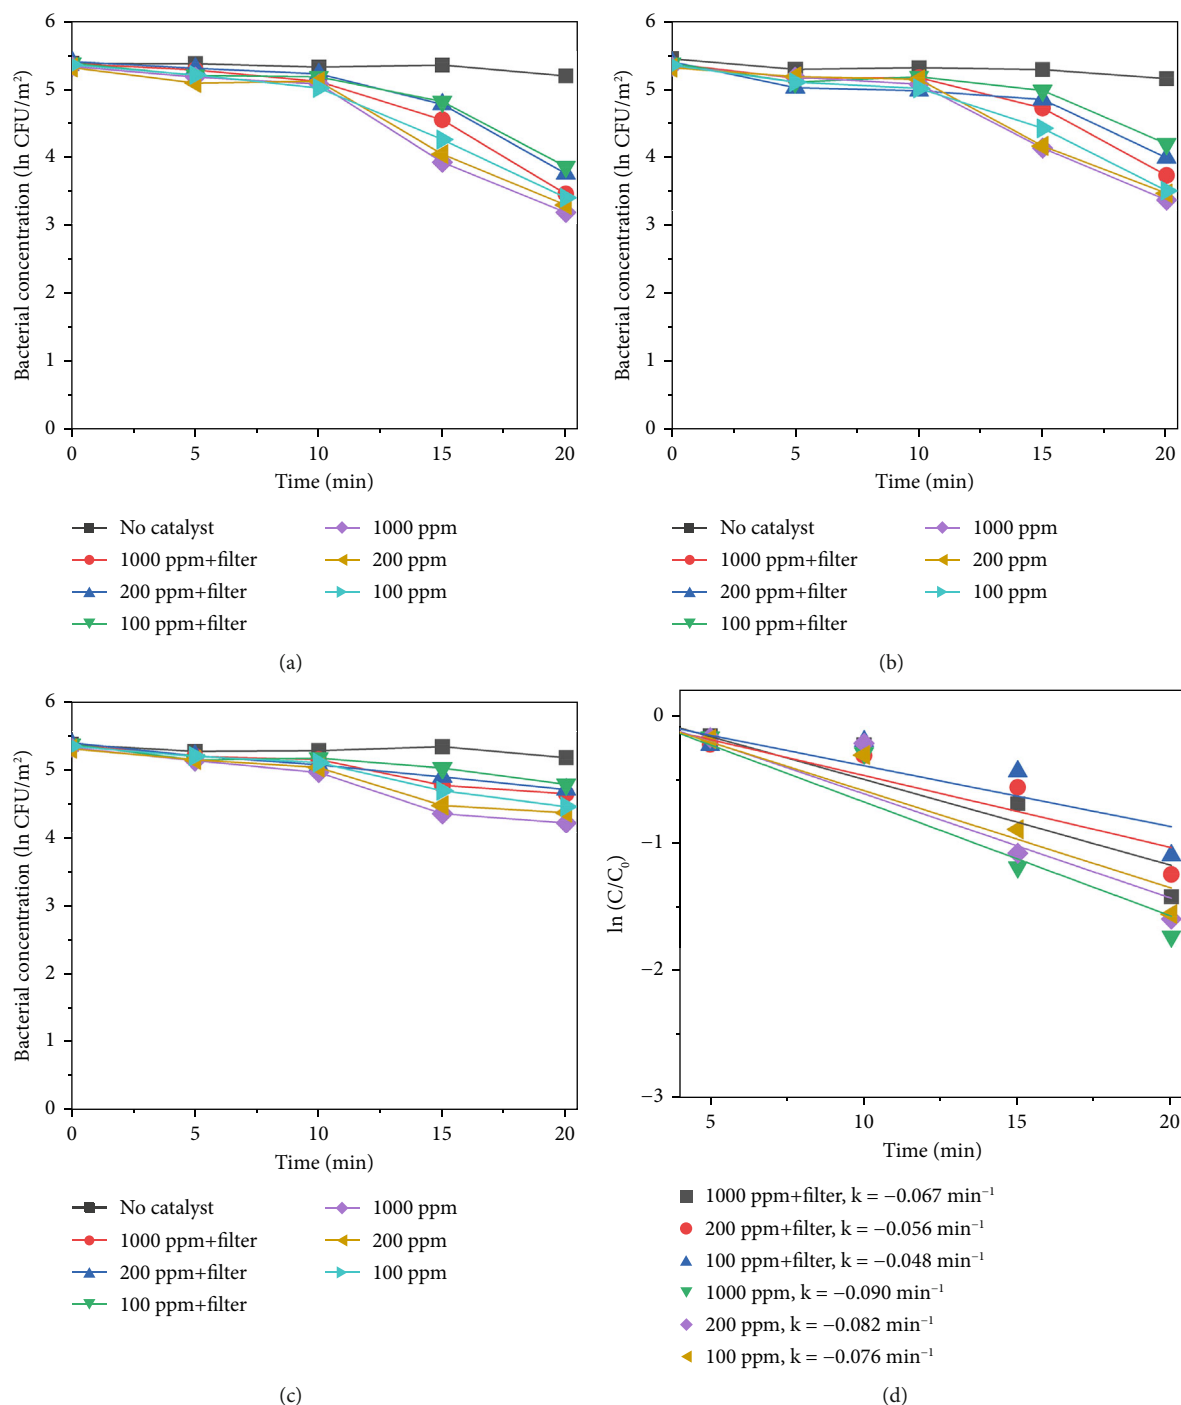 6
5
4
3
2
1
0
Bacterial concentration (ln CFU/m²)
0 5 10 15 20
Time (min)
No catalyst
1000 ppm+filter
200 ppm+filter
100 ppm+filter
1000 ppm
200 ppm
100 ppm
(a)
6
5
4
3
2
1
0
Bacterial concentration (ln CFU/m²)
0 5 10 15 20
Time (min)
No catalyst
1000 ppm+filter
200 ppm+filter
100 ppm+filter
1000 ppm
200 ppm
100 ppm
(b)
6
5
4
3
2
1
0
Bacterial concentration (ln CFU/m²)
0 5 10 15 20
Time (min)
No catalyst
1000 ppm+filter
200 ppm+filter
100 ppm+filter
1000 ppm
200 ppm
100 ppm
(c)
0
−1
−2
−3
ln (C/C₀)
5 10 15 20
Time (min)
1000 ppm+filter, k = −0.067 min⁻¹
200 ppm+filter, k = −0.056 min⁻¹
100 ppm+filter, k = −0.048 min⁻¹
1000 ppm, k = −0.090 min⁻¹
200 ppm, k = −0.082 min⁻¹
100 ppm, k = −0.076 min⁻¹
(d)